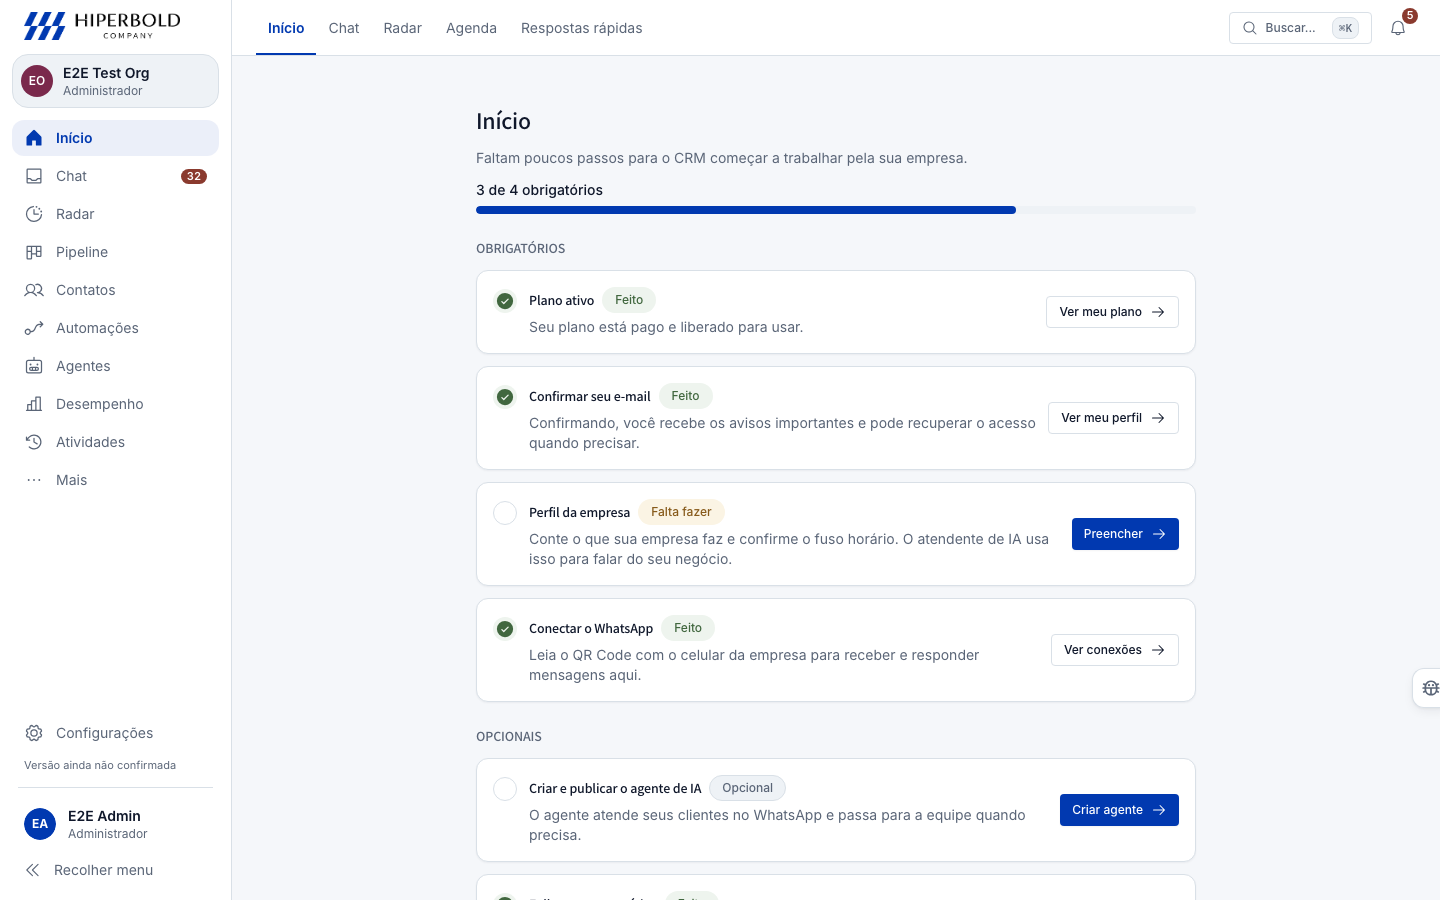 HIPERBOLD
COMPANY
EO
E2E Test Org
Administrador
Início
Chat
32
Radar
Pipeline
Contatos
Automações
Agentes
Desempenho
Atividades
Mais
Configurações
Versão ainda não confirmada
EA
E2E Admin
Administrador
Recolher menu
Início
Chat
Radar
Agenda
Respostas rápidas
Buscar...
⌘K
5
Início
Faltam poucos passos para o CRM começar a trabalhar pela sua empresa.
3 de 4 obrigatórios
OBRIGATÓRIOS
Plano ativo
Feito
Seu plano está pago e liberado para usar.
Ver meu plano
Confirmar seu e-mail
Feito
Confirmando, você recebe os avisos importantes e pode recuperar o acesso
quando precisar.
Ver meu perfil
Perfil da empresa
Falta fazer
Conte o que sua empresa faz e confirme o fuso horário. O atendente de IA usa
isso para falar do seu negócio.
Preencher
Conectar o WhatsApp
Feito
Leia o QR Code com o celular da empresa para receber e responder
mensagens aqui.
Ver conexões
OPCIONAIS
Criar e publicar o agente de IA
Opcional
O agente atende seus clientes no WhatsApp e passa para a equipe quando
precisa.
Criar agente